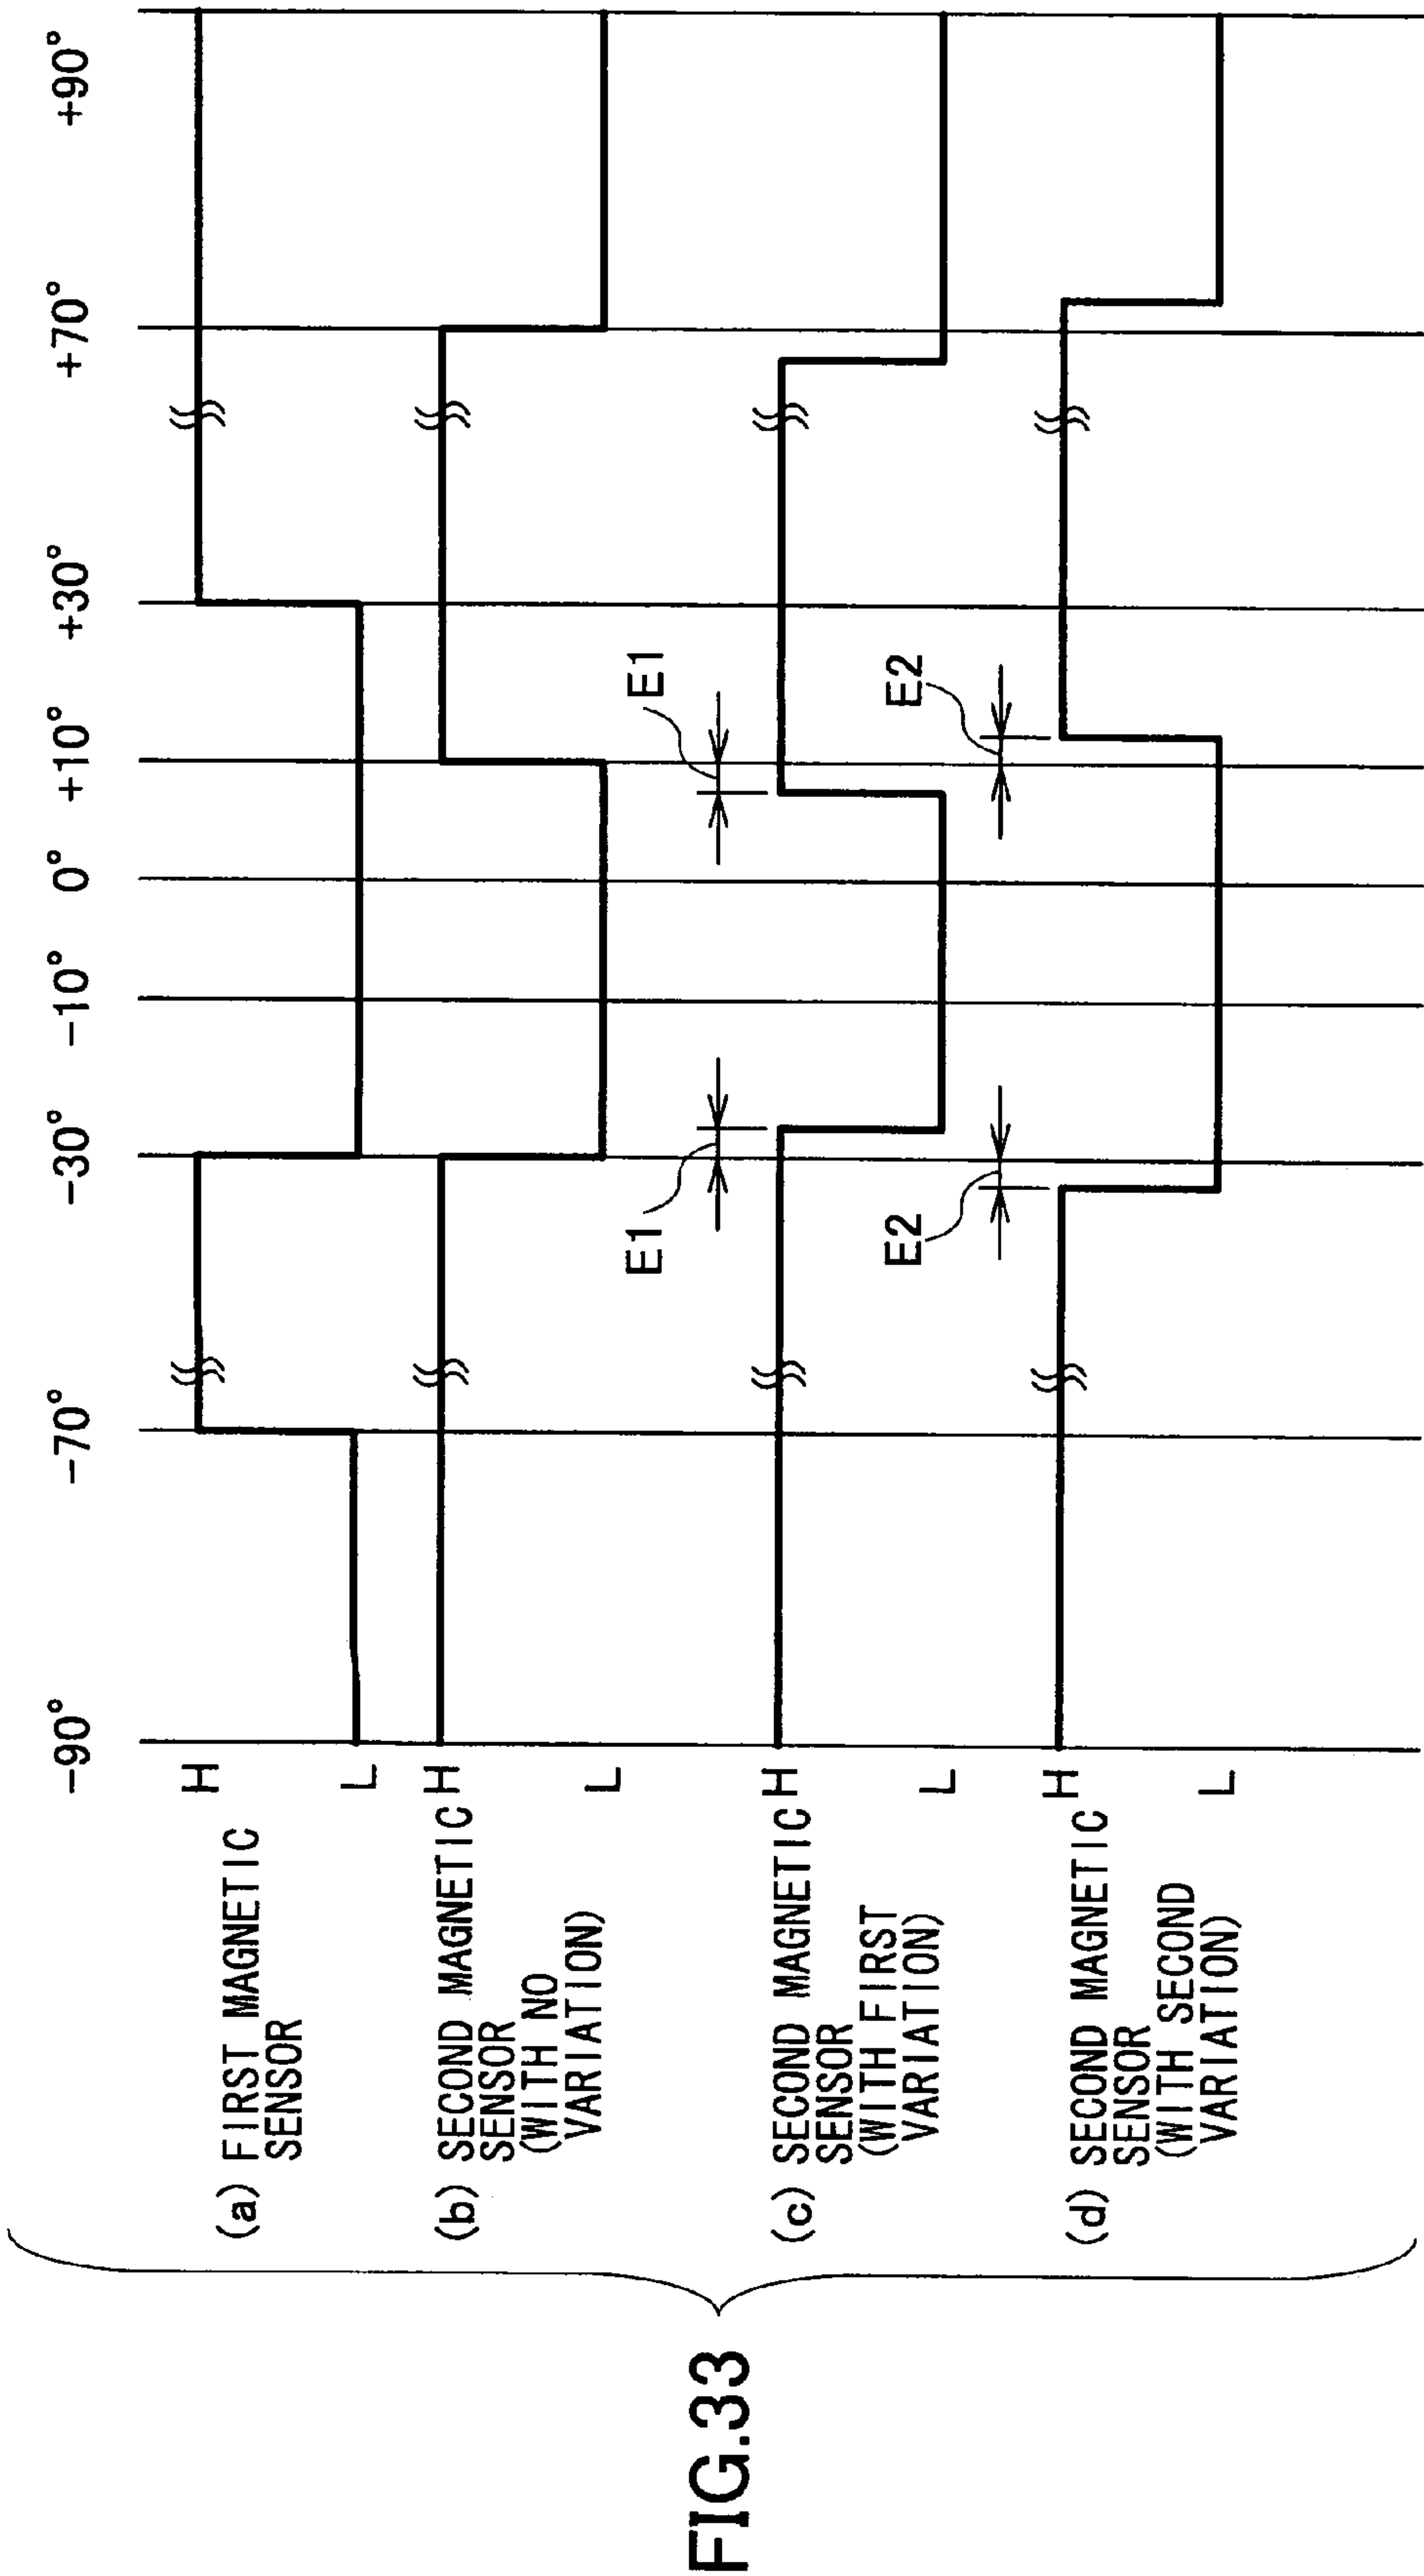 FIG.33
-90°
-70°
-30°
-10°
0°
+10°
+30°
+70°
+90°
(a) FIRST MAGNETIC
SENSOR
H
L
(b) SECOND MAGNETIC
SENSOR
(WITH NO
VARIATION)
H
L
E1
E1
(c) SECOND MAGNETIC
SENSOR
(WITH FIRST
VARIATION)
H
L
E2
E2
(d) SECOND MAGNETIC
SENSOR
(WITH SECOND
VARIATION)
H
L